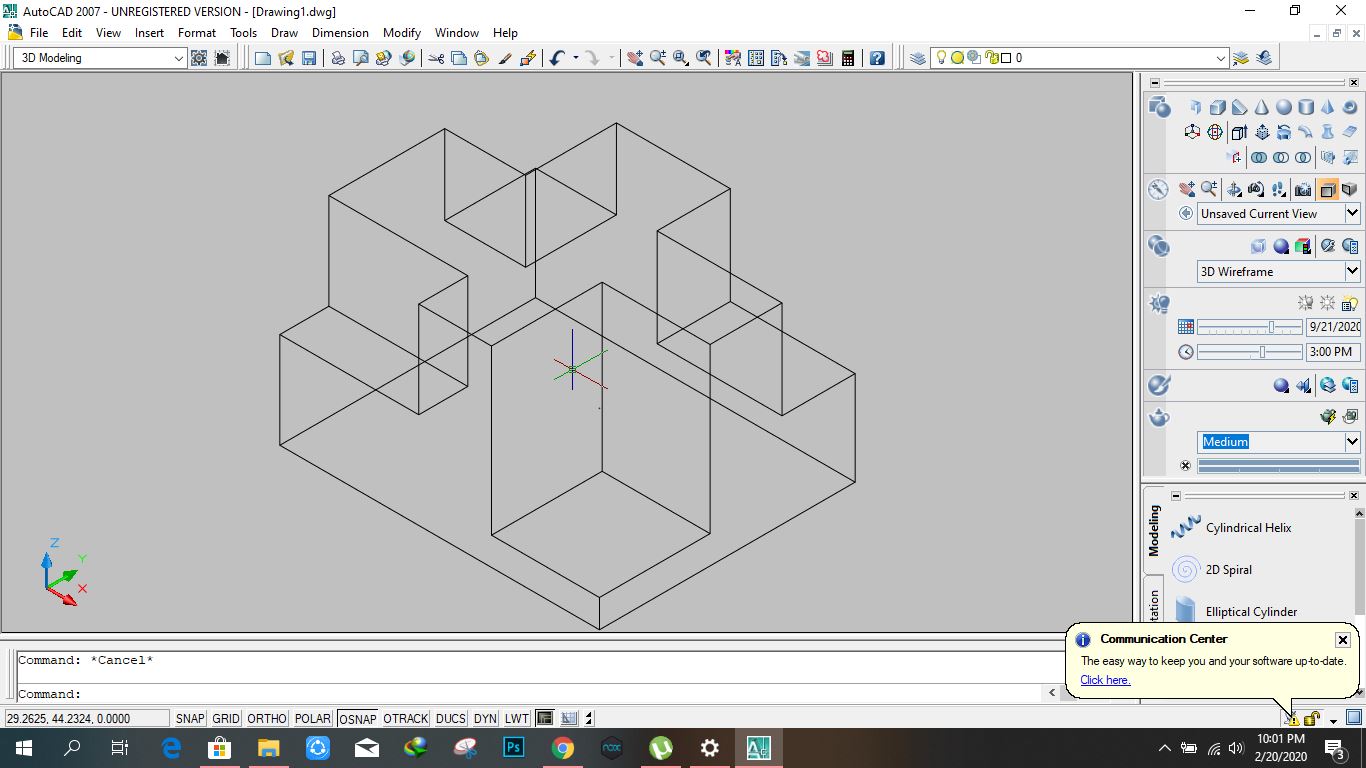 AutoCAD 2007 - UNREGISTERED VERSION - [Drawing1.dwg]
File Edit View Insert Format Tools Draw Dimension Modify Window Help
3D Modeling
0
Unsaved Current View
3D Wireframe
9/21/2020
3:00 PM
Medium
Modeling
Cylindrical Helix
2D Spiral
Elliptical Cylinder
tation
Z
Y
X
Communication Center
The easy way to keep you and your software up-to-date.
Click here.
Command: *Cancel*
Command:
29.2625, 44.2324, 0.0000 SNAP GRID ORTHO POLAR OSNAP OTRACK DUCS DYN LWT
Ps
nox
10:01 PM
2/20/2020
3